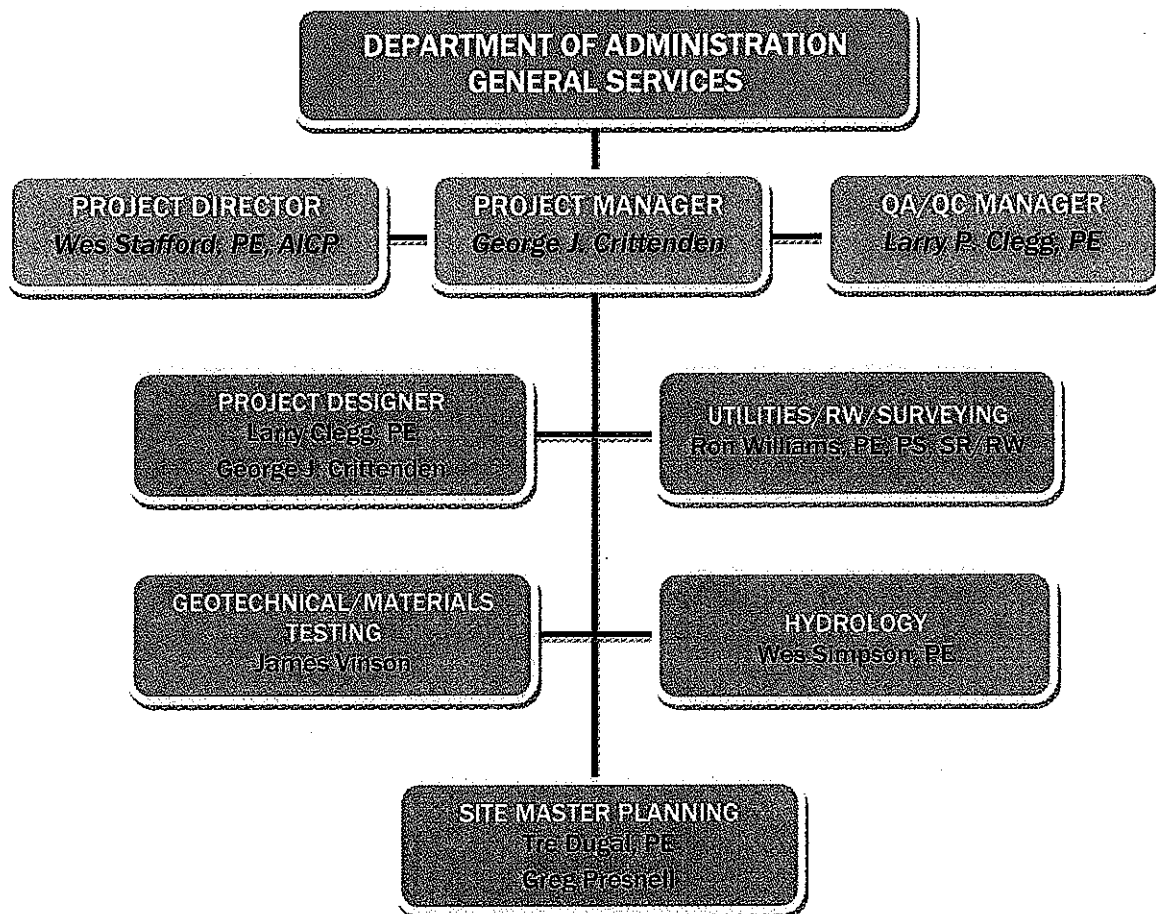 DEPARTMENT OF ADMINISTRATION
GENERAL SERVICES
PROJECT DIRECTOR
Wes Stafford, PE, AICP
PROJECT MANAGER
George J. Crittenden
QA/QC MANAGER
Larry P. Clegg, PE
PROJECT DESIGNER
Larry Clegg, PE
George J. Crittenden
UTILITIES/RW/SURVEYING
Ron Williams, PE, PS, SR/RW
GEOTECHNICAL/MATERIALS
TESTING
James Vinson
HYDROLOGY
Wes Simpson, PE
SITE MASTER PLANNING
Tre Dugal, PE
Greg Presnell